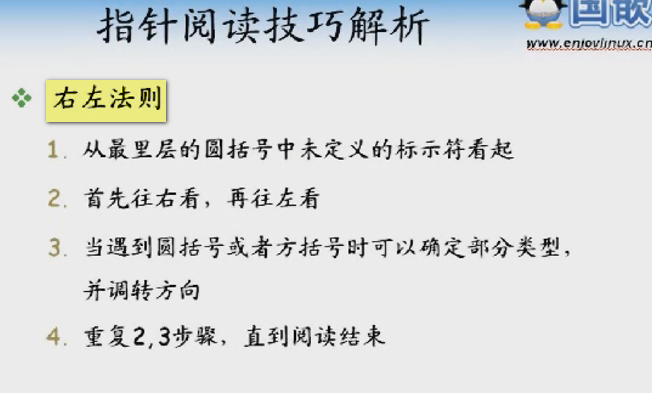 指针阅读技巧解析
国嵌
www.enjoylinux.cn
右左法则
1. 从最里层的圆括号中未定义的标示符看起
2. 首先往右看，再往左看
3. 当遇到圆括号或者方括号时可以确定部分类型，
并调转方向
4. 重复2,3步骤，直到阅读结束